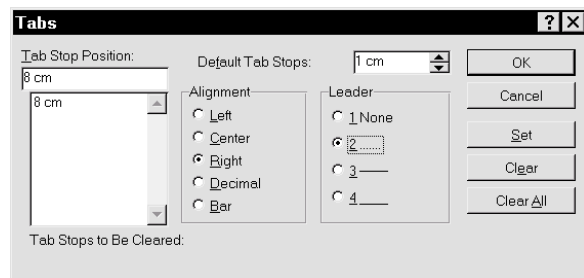 Tabs
Tab Stop Position:
8 cm
8 cm
Tab Stops to Be Cleared:
Default Tab Stops:
1 cm
Alignment
Left
Center
Right
Decimal
Bar
Leader
1 None
2 ......
3 ——
4 ___
OK
Cancel
Set
Clear
Clear All